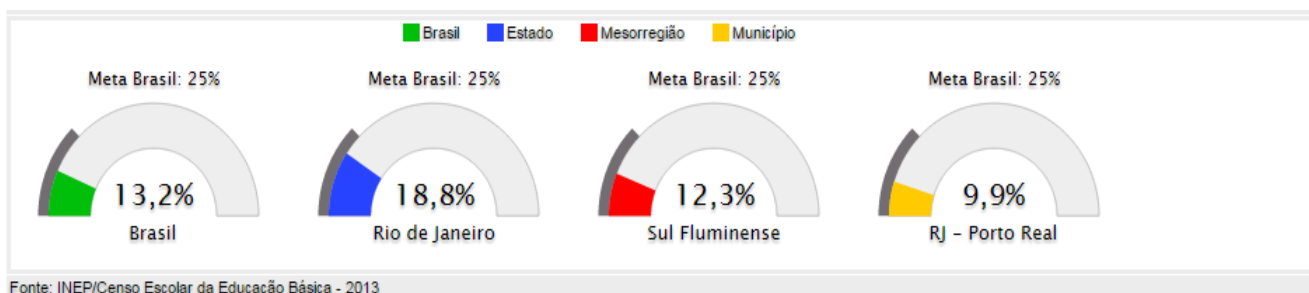 Brasil Estado Mesorregião Município
Meta Brasil: 25% Meta Brasil: 25% Meta Brasil: 25% Meta Brasil: 25%
13,2% 18,8% 12,3% 9,9%
Brasil Rio de Janeiro Sul Fluminense RJ - Porto Real
Fonte: INEP/Censo Escolar da Educação Básica - 2013